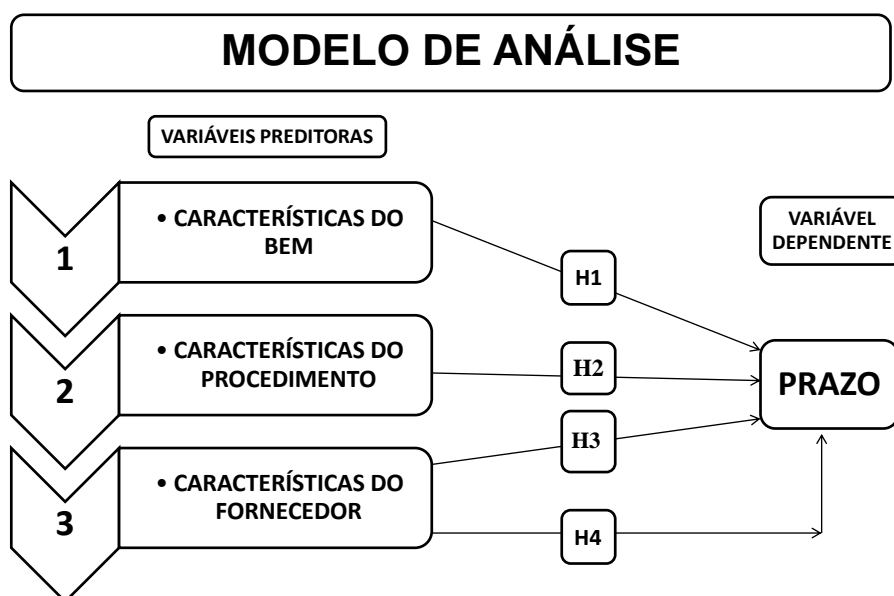 MODELO DE ANÁLISE
VARIÁVEIS PREDITORAS
1
• CARACTERÍSTICAS DO
BEM
2
• CARACTERÍSTICAS DO
PROCEDIMENTO
3
• CARACTERÍSTICAS DO
FORNECEDOR
H1
H2
H3
H4
VARIÁVEL
DEPENDENTE
PRAZO